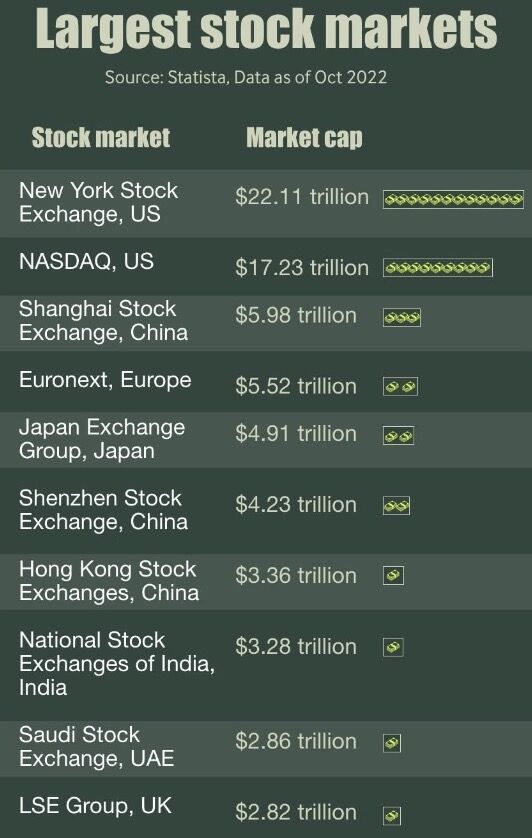 Largest stock markets
Source: Statista, Data as of Oct 2022
Stock market Market cap
New York Stock
Exchange, US
$22.11 trillion
NASDAQ, US
$17.23 trillion
Shanghai Stock
Exchange, China
$5.98 trillion
Euronext, Europe
$5.52 trillion
Japan Exchange
Group, Japan
$4.91 trillion
Shenzhen Stock
Exchange, China
$4.23 trillion
Hong Kong Stock
Exchanges, China
$3.36 trillion
National Stock
Exchanges of India,
India
$3.28 trillion
Saudi Stock
Exchange, UAE
$2.86 trillion
LSE Group, UK
$2.82 trillion